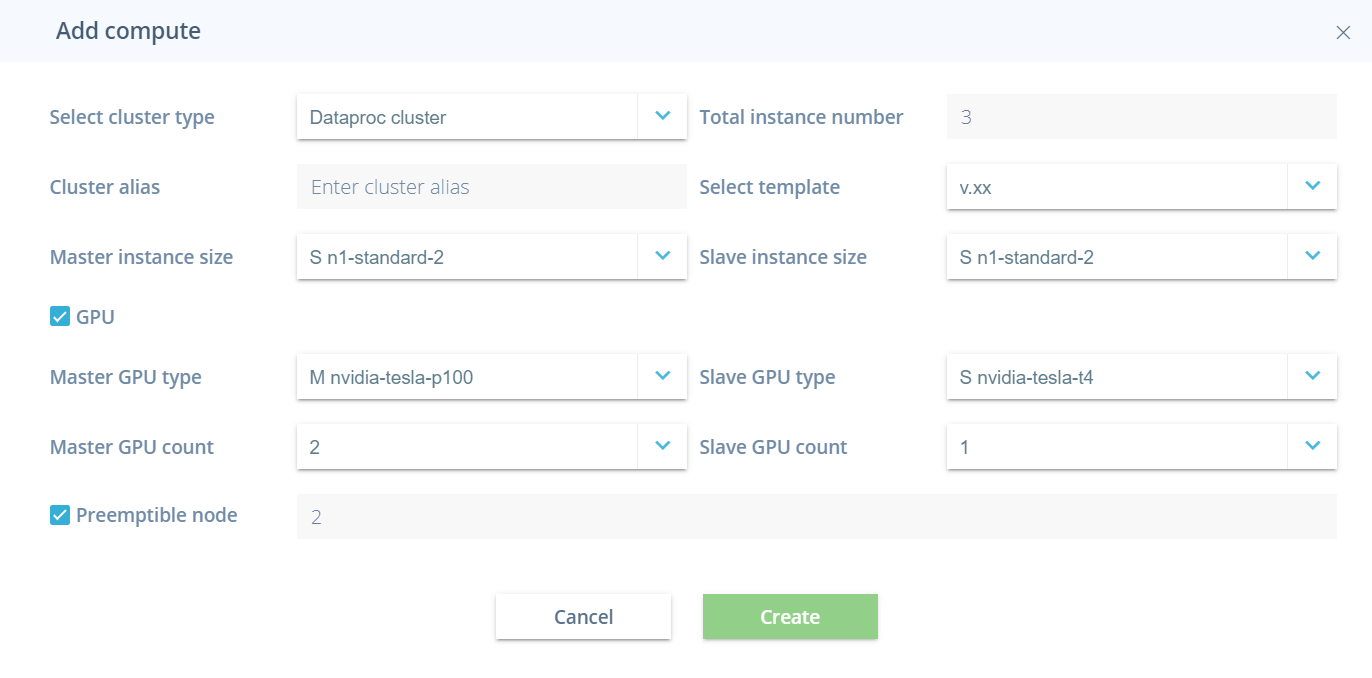 Add compute
Select cluster type Dataproc cluster Total instance number 3
Cluster alias Enter cluster alias Select template v.xx
Master instance size S n1-standard-2 Slave instance size S n1-standard-2
GPU
Master GPU type M nvidia-tesla-p100 Slave GPU type S nvidia-tesla-t4
Master GPU count 2 Slave GPU count 1
Preemptible node 2
Cancel Create